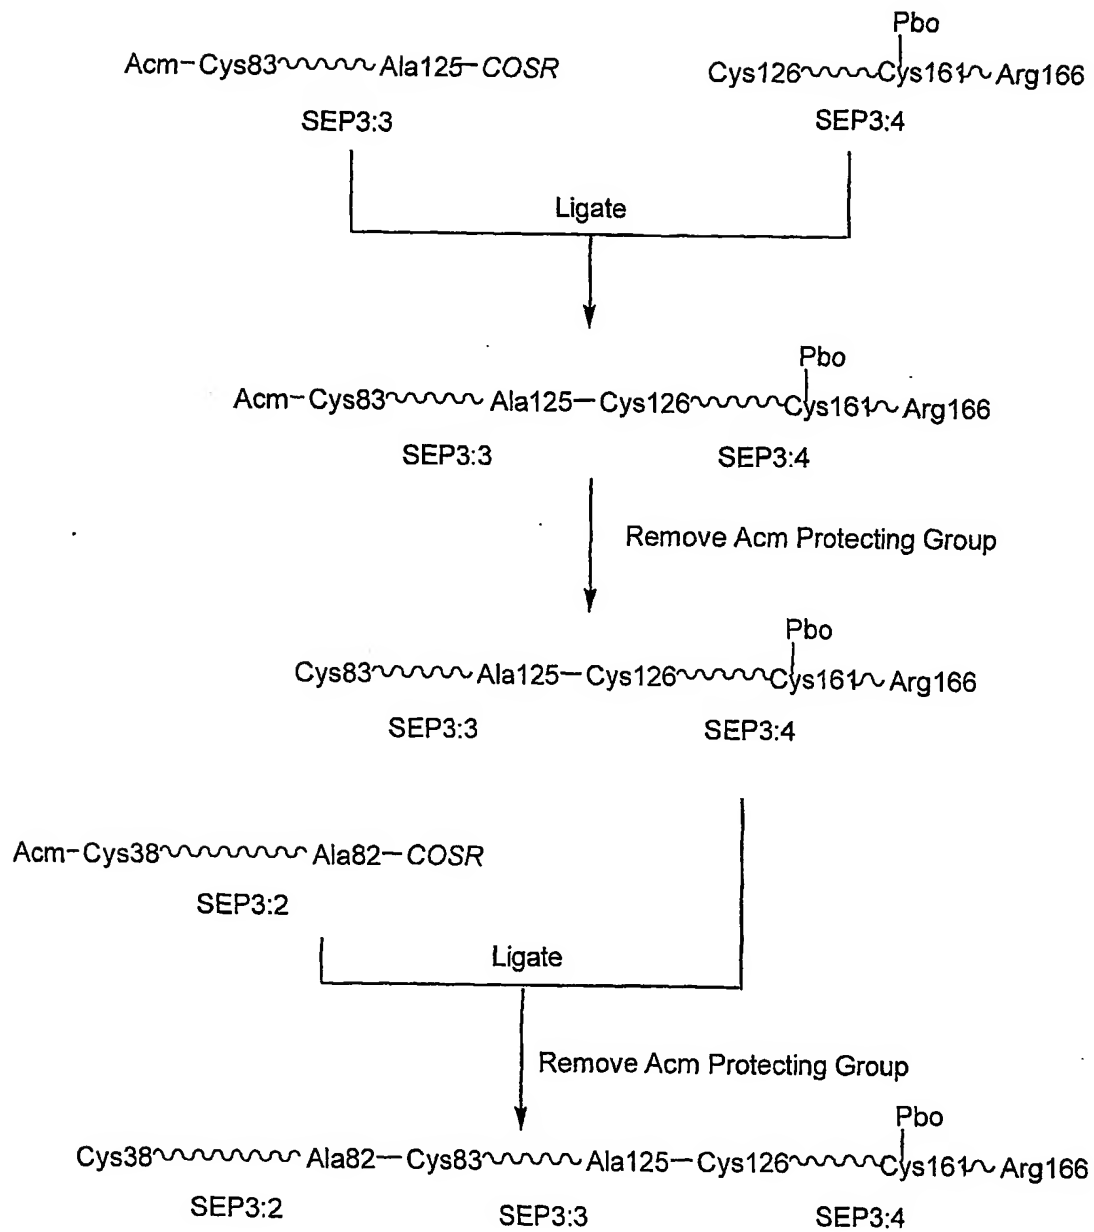 Pbo
Acm-Cys83 Ala125-COSR Cys126 Cys161 Arg166
SEP3:3 SEP3:4
Ligate
Pbo
Acm-Cys83 Ala125-Cys126 Cys161 Arg166
SEP3:3 SEP3:4
Remove Acm Protecting Group
Pbo
Cys83 Ala125-Cys126 Cys161 Arg166
SEP3:3 SEP3:4
Acm-Cys38 Ala82-COSR
SEP3:2
Ligate
Remove Acm Protecting Group
Pbo
Cys38 Ala82-Cys83 Ala125-Cys126 Cys161 Arg166
SEP3:2 SEP3:3 SEP3:4